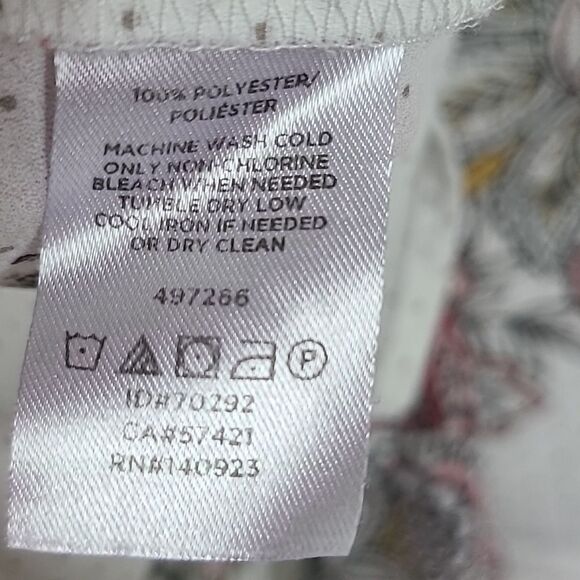 100% POLYESTER/
POLIÉSTER
MACHINE WASH COLD
ONLY NON-CHLORINE
BLEACH WHEN NEEDED
TUMBLE DRY LOW
COOL IRON IF NEEDED
OR DRY CLEAN
497266
P
ID#70292
CA#57421
RN#140923